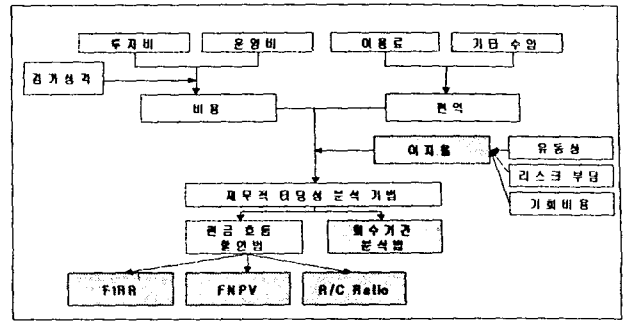 투자비 운영비 이용료 기타 수입
감가상각
비용 편익
이자율 유동성
리스크 부담
기회비용
재무적 타당성 분석 기법
현금 흐름 회수기간
할인법 분석법
FIRR FNPV R/C Ratio